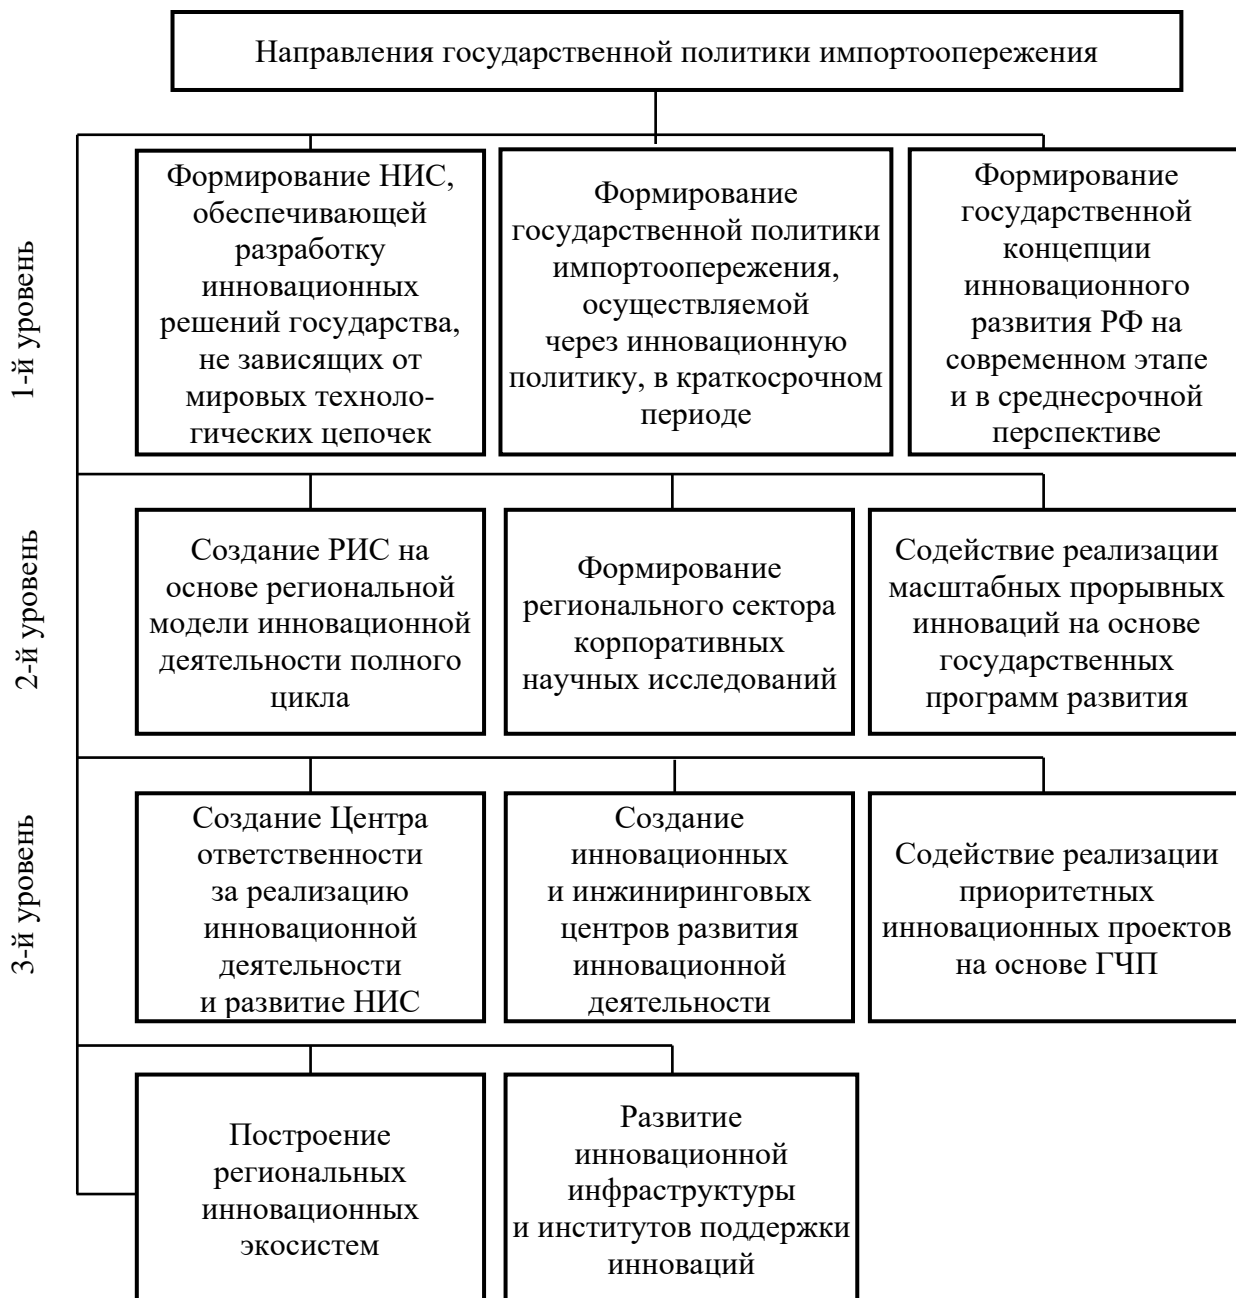 Направления государственной политики импортоопережения
1-й уровень
Формирование НИС,
обеспечивающей
разработку
инновационных
решений государства,
не зависящих от
мировых техноло-
гических цепочек
Формирование
государственной политики
импортоопережения,
осуществляемой
через инновационную
политику, в краткосрочном
периоде
Формирование
государственной
концепции
инновационного
развития РФ на
современном этапе
и в среднесрочной
перспективе
2-й уровень
Создание РИС на
основе региональной
модели инновационной
деятельности полного
цикла
Формирование
регионального сектора
корпоративных
научных исследований
Содействие реализации
масштабных прорывных
инноваций на основе
государственных
программ развития
3-й уровень
Создание Центра
ответственности
за реализацию
инновационной
деятельности
и развитие НИС
Создание
инновационных
и инжиниринговых
центров развития
инновационной
деятельности
Содействие реализации
приоритетных
инновационных проектов
на основе ГЧП
Построение
региональных
инновационных
экосистем
Развитие
инновационной
инфраструктуры
и институтов поддержки
инноваций